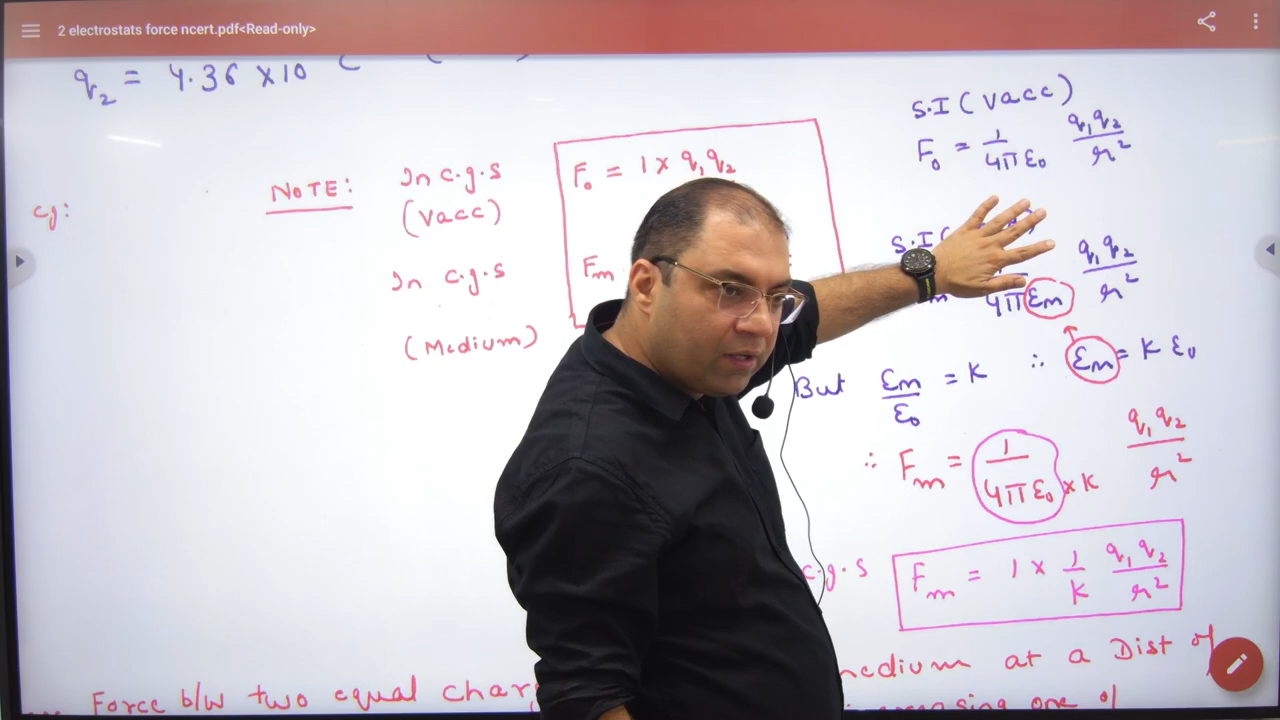 2 electrostats force ncert.pdf<Read-only>
q₂ = 4.36 × 10
NOTE:
In c.g.s
(Vacc)
F₀ = 1 × q₁q₂
In c.g.s
(Medium)
Fₘ
S.I (Vacc)
F₀ = 1/4πε₀ q₁q₂/r²
S.I (
4πεₘ q₁q₂/r²
But εₘ/ε₀ = K ∴ εₘ = K ε₀
∴ Fₘ = 1/4πε₀ × K q₁q₂/r²
c.g.s Fₘ = 1 × 1/K q₁q₂/r²
Force b/w two equal medium at a Dist of
one of